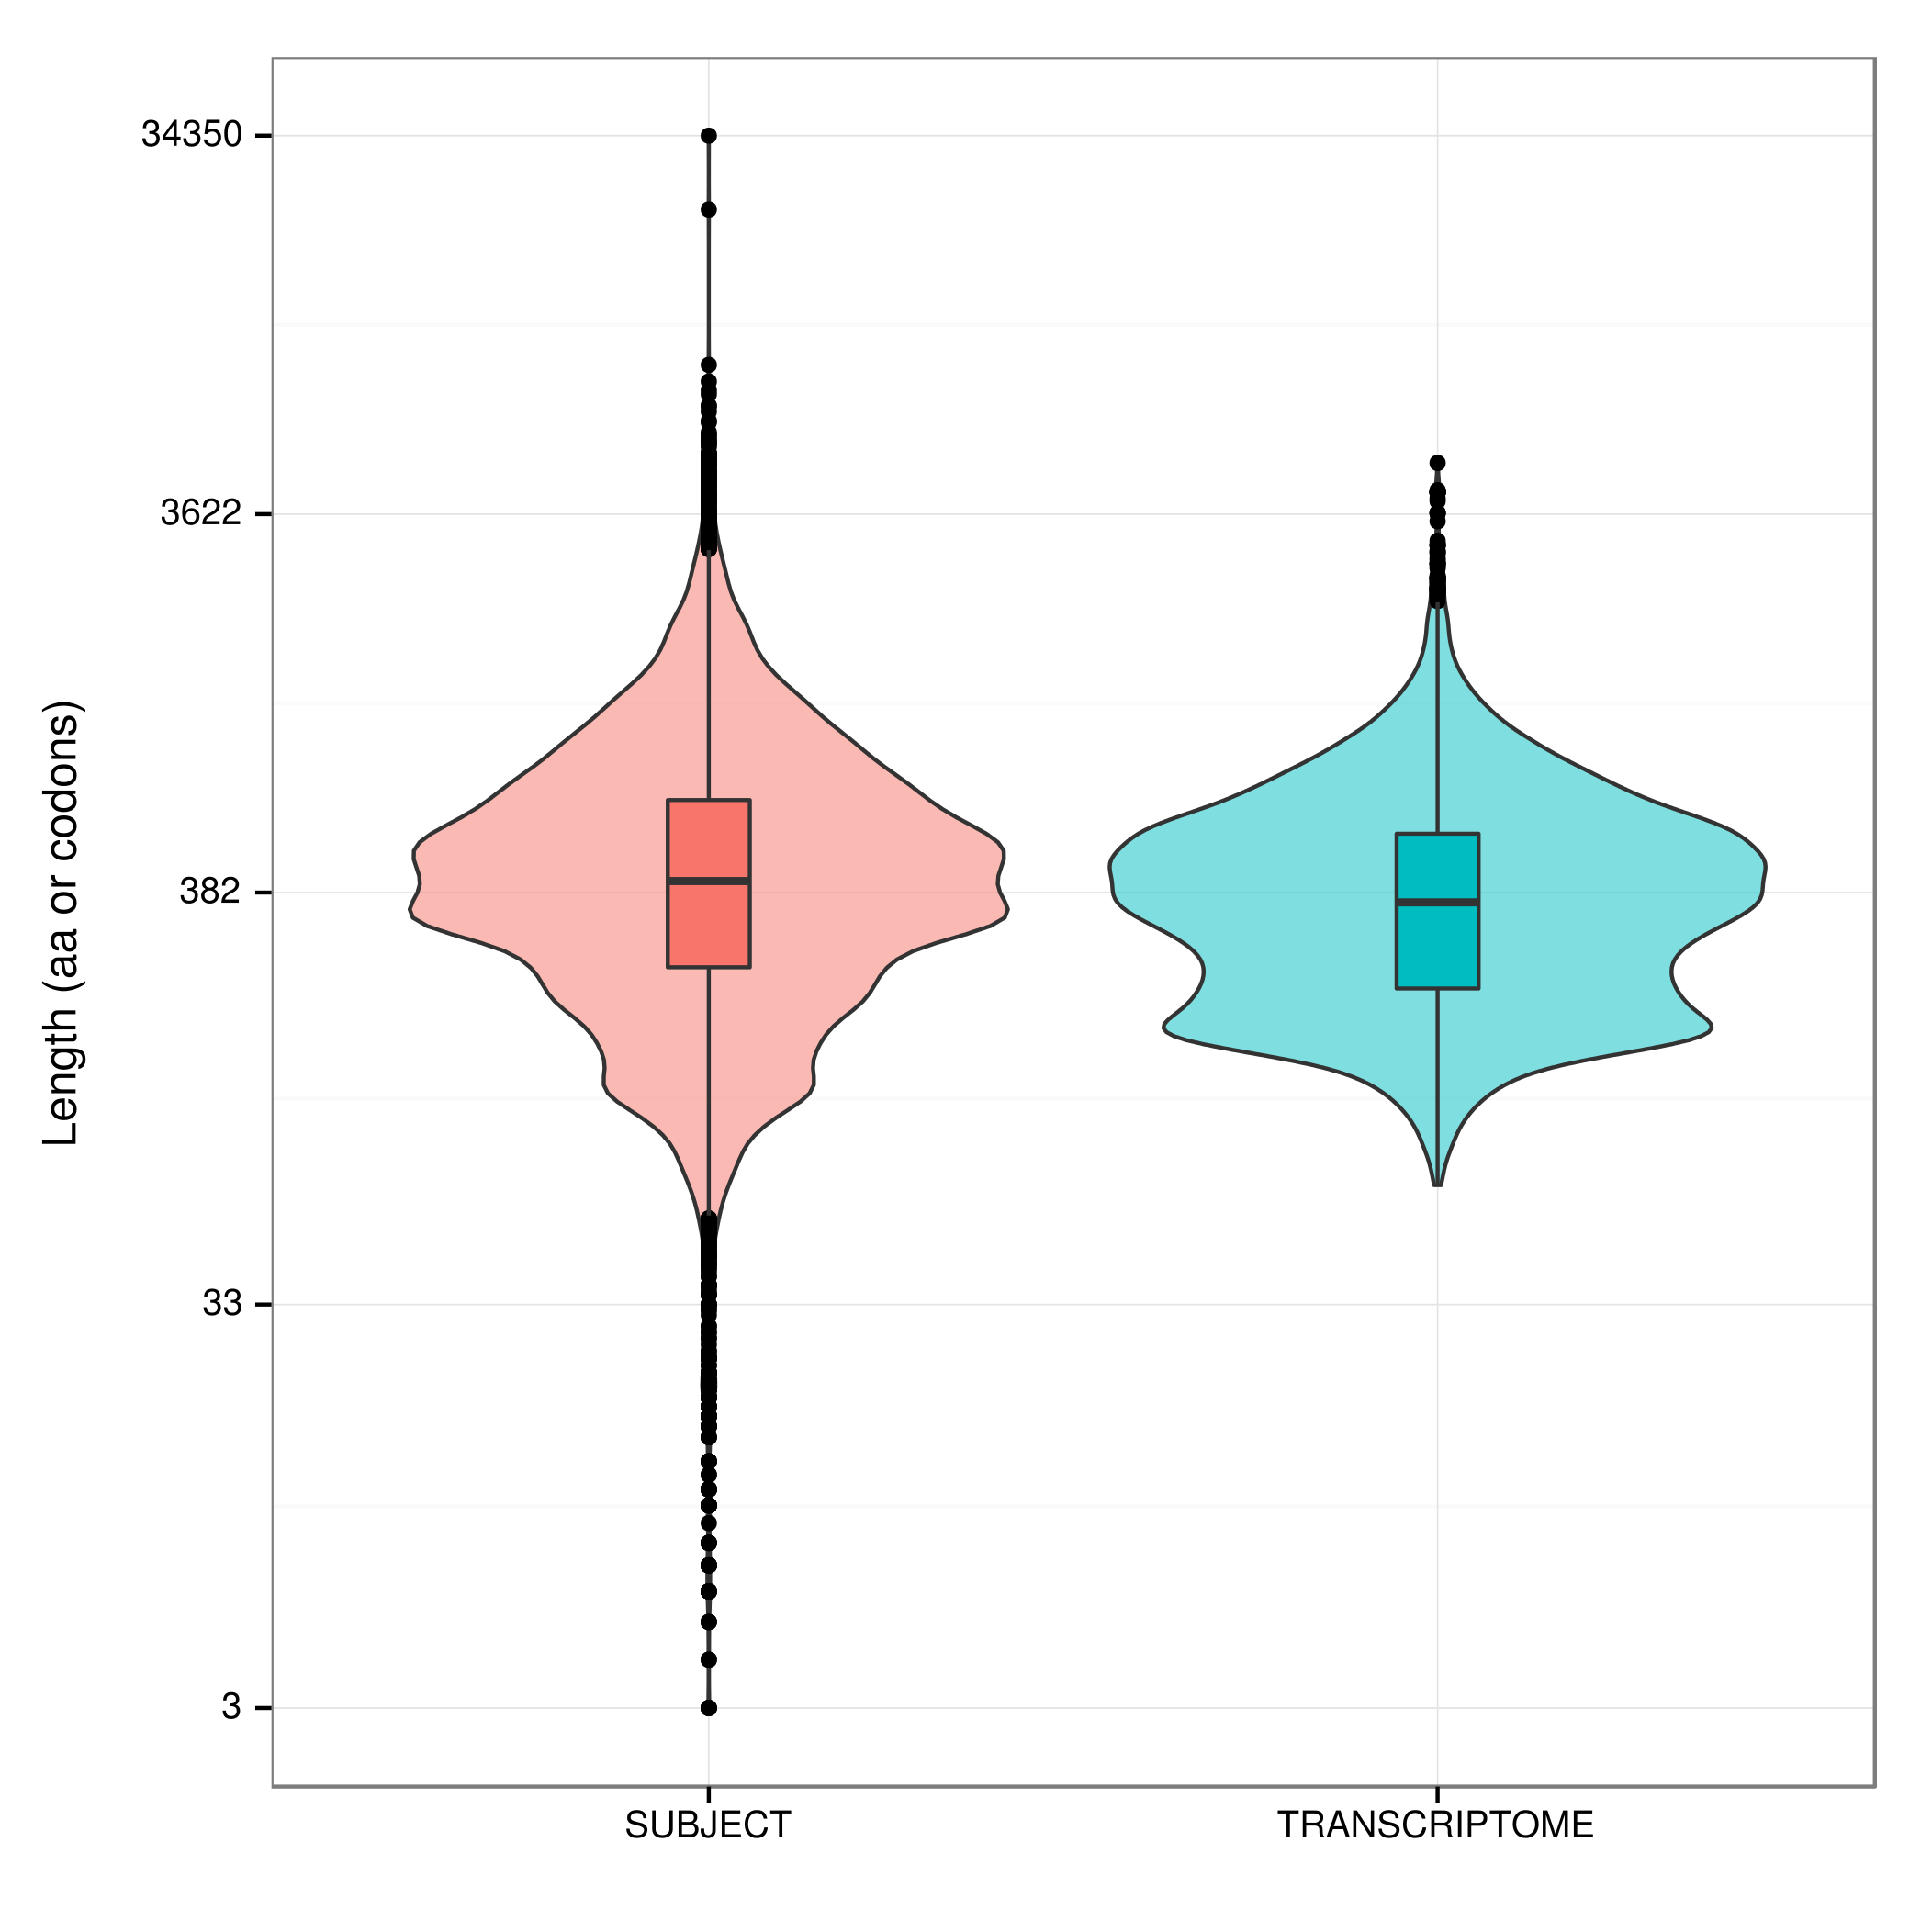 Length (aa or codons)
34350
3622
382
33
3
SUBJECT
TRANSCRIPTOME